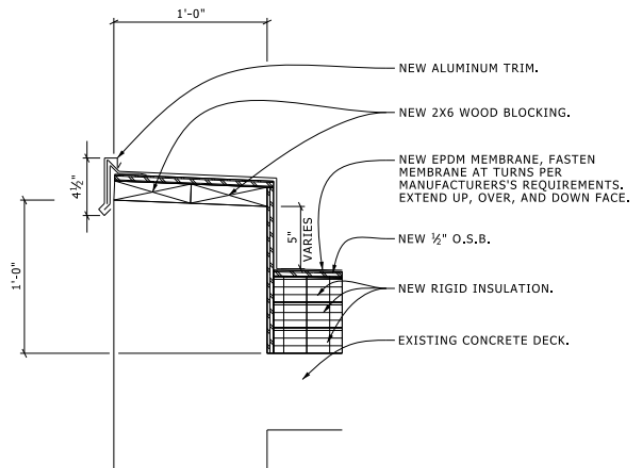 1'-0"
NEW ALUMINUM TRIM.
NEW 2X6 WOOD BLOCKING.
NEW EPDM MEMBRANE, FASTEN
MEMBRANE AT TURNS PER
MANUFACTURERS'S REQUIREMENTS.
EXTEND UP, OVER, AND DOWN FACE.
4½"
5"
VARIES
NEW ½" O.S.B.
1'-0"
NEW RIGID INSULATION.
EXISTING CONCRETE DECK.